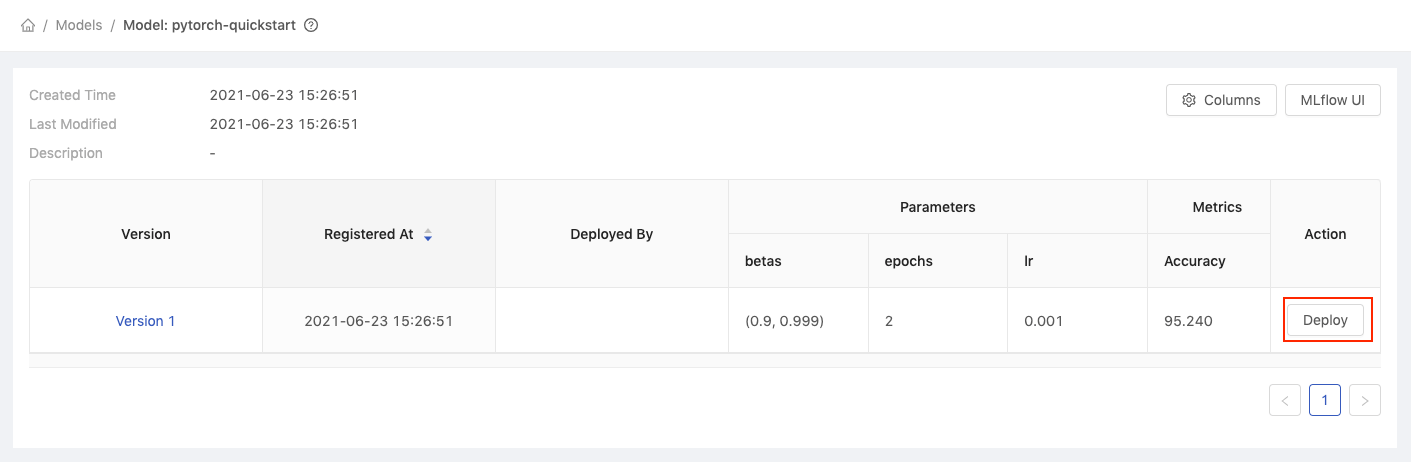 / Models / Model: pytorch-quickstart ?
Created Time 2021-06-23 15:26:51
Columns MLflow UI
Last Modified 2021-06-23 15:26:51
Description -
Version Registered At Deployed By Parameters Metrics Action
betas epochs lr Accuracy
Version 1 2021-06-23 15:26:51 (0.9, 0.999) 2 0.001 95.240 Deploy
< 1 >